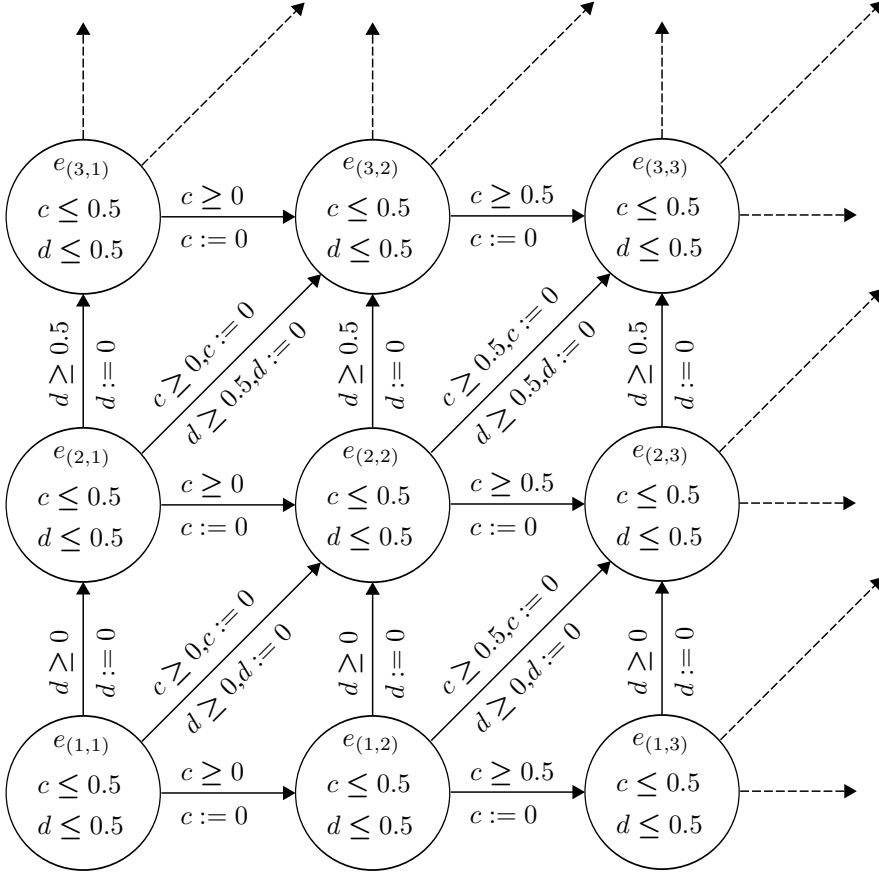 e(3,1)
c ≤ 0.5
d ≤ 0.5
c ≥ 0
c := 0
e(3,2)
c ≤ 0.5
d ≤ 0.5
c ≥ 0.5
c := 0
e(3,3)
c ≤ 0.5
d ≤ 0.5
d ≥ 0.5
d := 0
c ≥ 0,c := 0
d ≥ 0.5,d := 0
d ≥ 0.5
d := 0
c ≥ 0.5,c := 0
d ≥ 0.5,d := 0
d ≥ 0.5
d := 0
e(2,1)
c ≤ 0.5
d ≤ 0.5
c ≥ 0
c := 0
e(2,2)
c ≤ 0.5
d ≤ 0.5
c ≥ 0.5
c := 0
e(2,3)
c ≤ 0.5
d ≤ 0.5
d ≥ 0
d := 0
c ≥ 0,c := 0
d ≥ 0,d := 0
d ≥ 0
d := 0
c ≥ 0.5,c := 0
d ≥ 0,d := 0
d ≥ 0
d := 0
e(1,1)
c ≤ 0.5
d ≤ 0.5
c ≥ 0
c := 0
e(1,2)
c ≤ 0.5
d ≤ 0.5
c ≥ 0.5
c := 0
e(1,3)
c ≤ 0.5
d ≤ 0.5